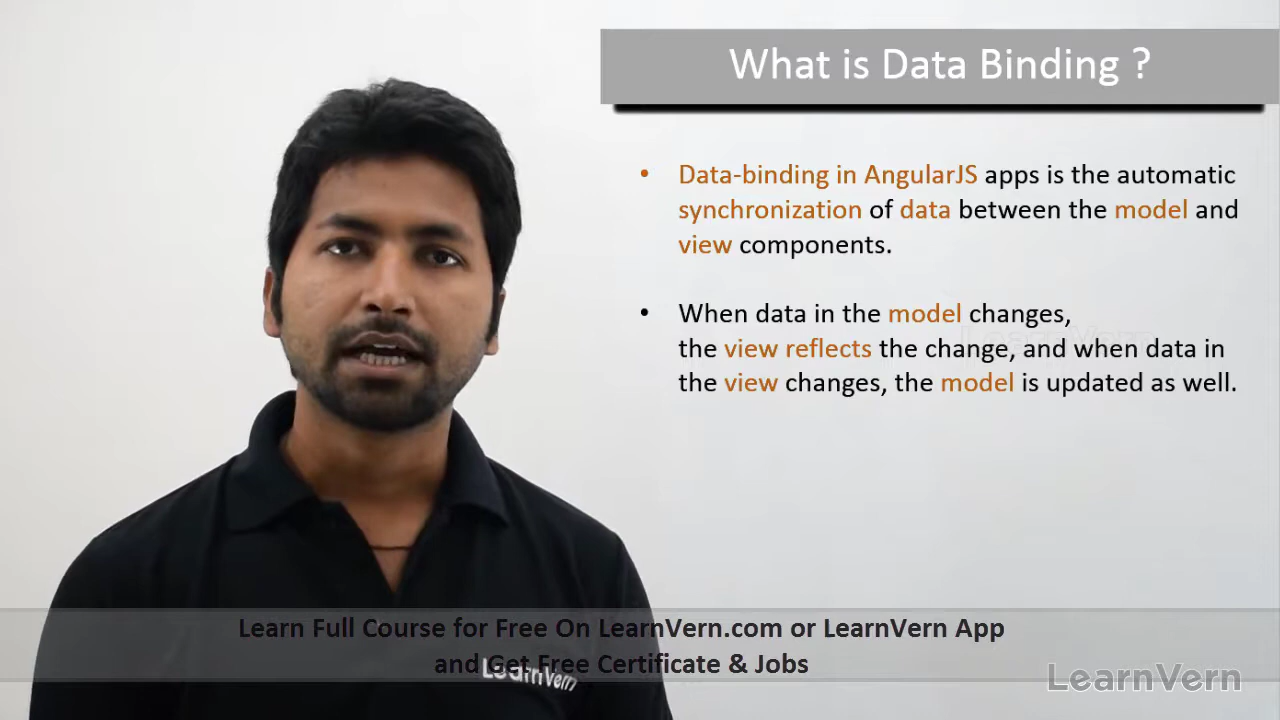 What is Data Binding ?
• Data-binding in AngularJS apps is the automatic
synchronization of data between the model and
view components.
• When data in the model changes,
the view reflects the change, and when data in
the view changes, the model is updated as well.
LearnVern
Learn Full Course for Free On LearnVern.com or LearnVern App
and Get Free Certificate & Jobs
LearnVern
LearnVern